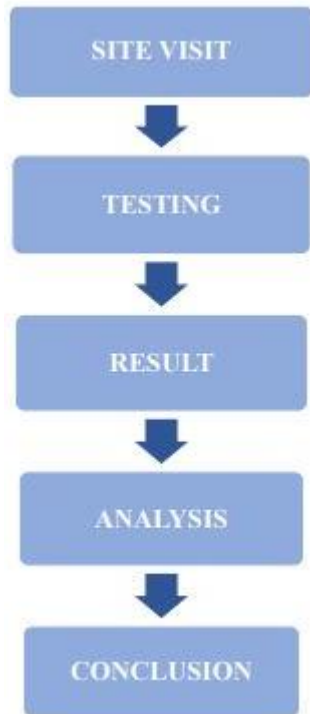 SITE VISIT
TESTING
RESULT
ANALYSIS
CONCLUSION